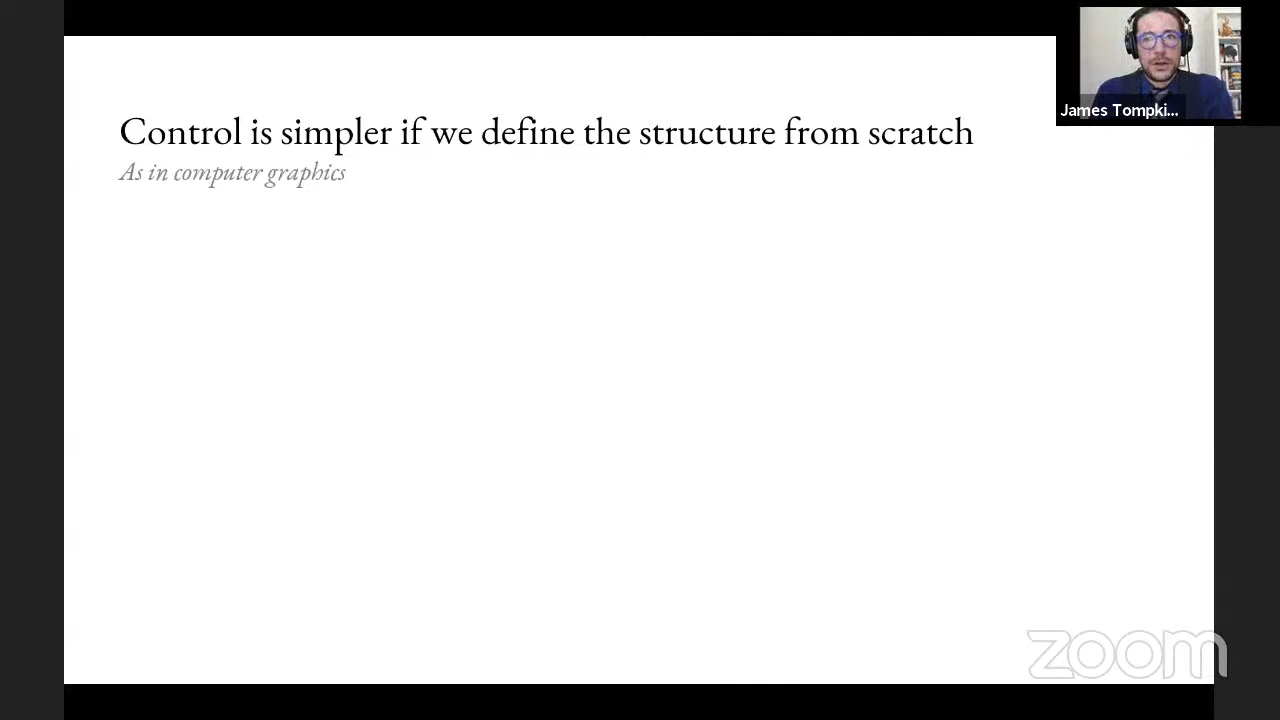 Control is simpler if we define the structure from scratch
As in computer graphics
James Tompki...
zoom